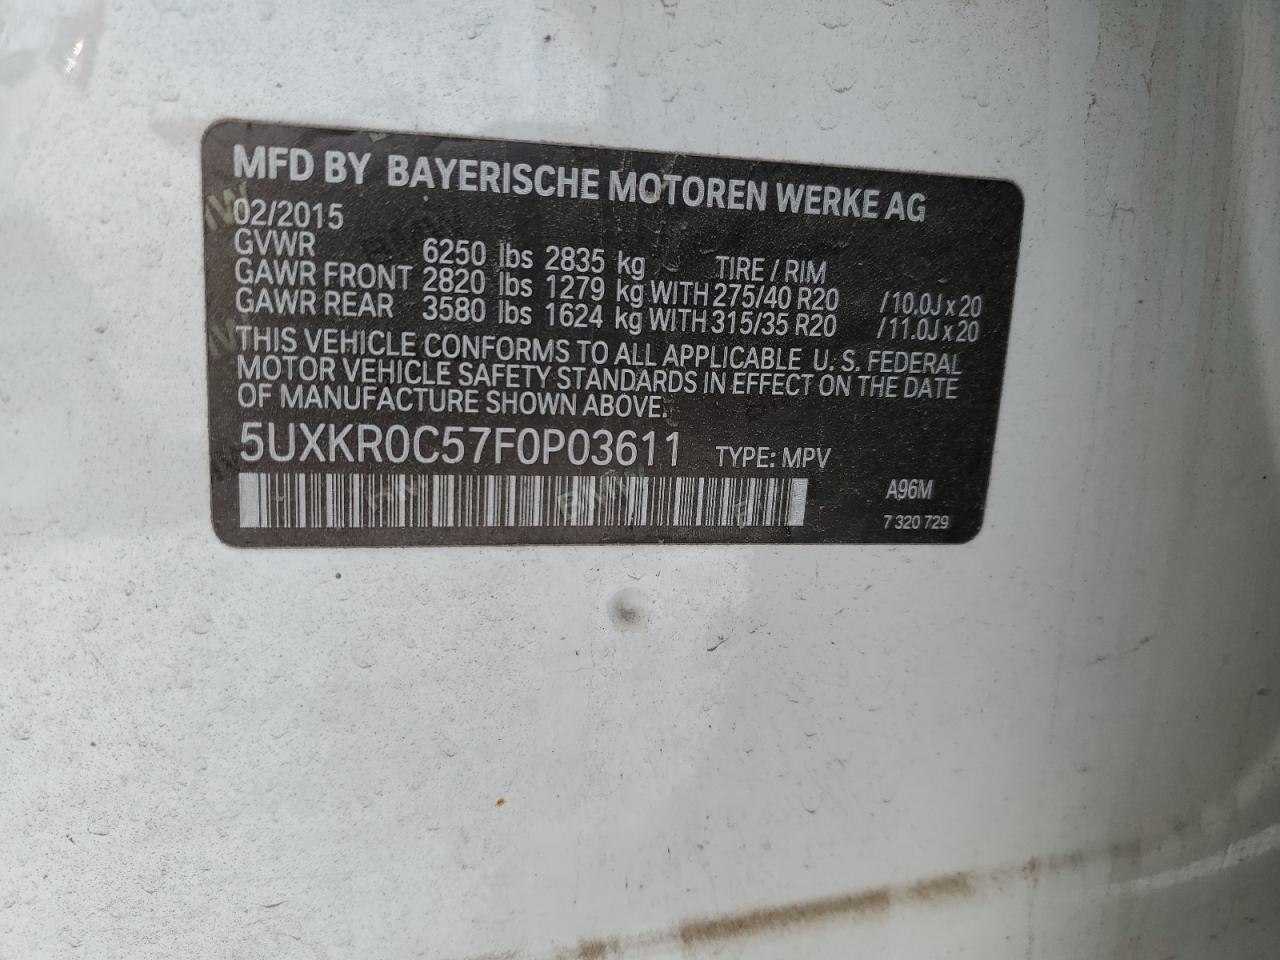 MFD BY BAYERISCHE MOTOREN WERKE AG
02/2015
GVWR 6250 lbs 2835 kg TIRE / RIM
GAWR FRONT 2820 lbs 1279 kg WITH 275/40 R20 /10.0J x 20
GAWR REAR 3580 lbs 1624 kg WITH 315/35 R20 /11.0J x 20
THIS VEHICLE CONFORMS TO ALL APPLICABLE U. S. FEDERAL
MOTOR VEHICLE SAFETY STANDARDS IN EFFECT ON THE DATE
OF MANUFACTURE SHOWN ABOVE.
5UXKR0C57F0P03611 TYPE: MPV
A96M
7 320 729